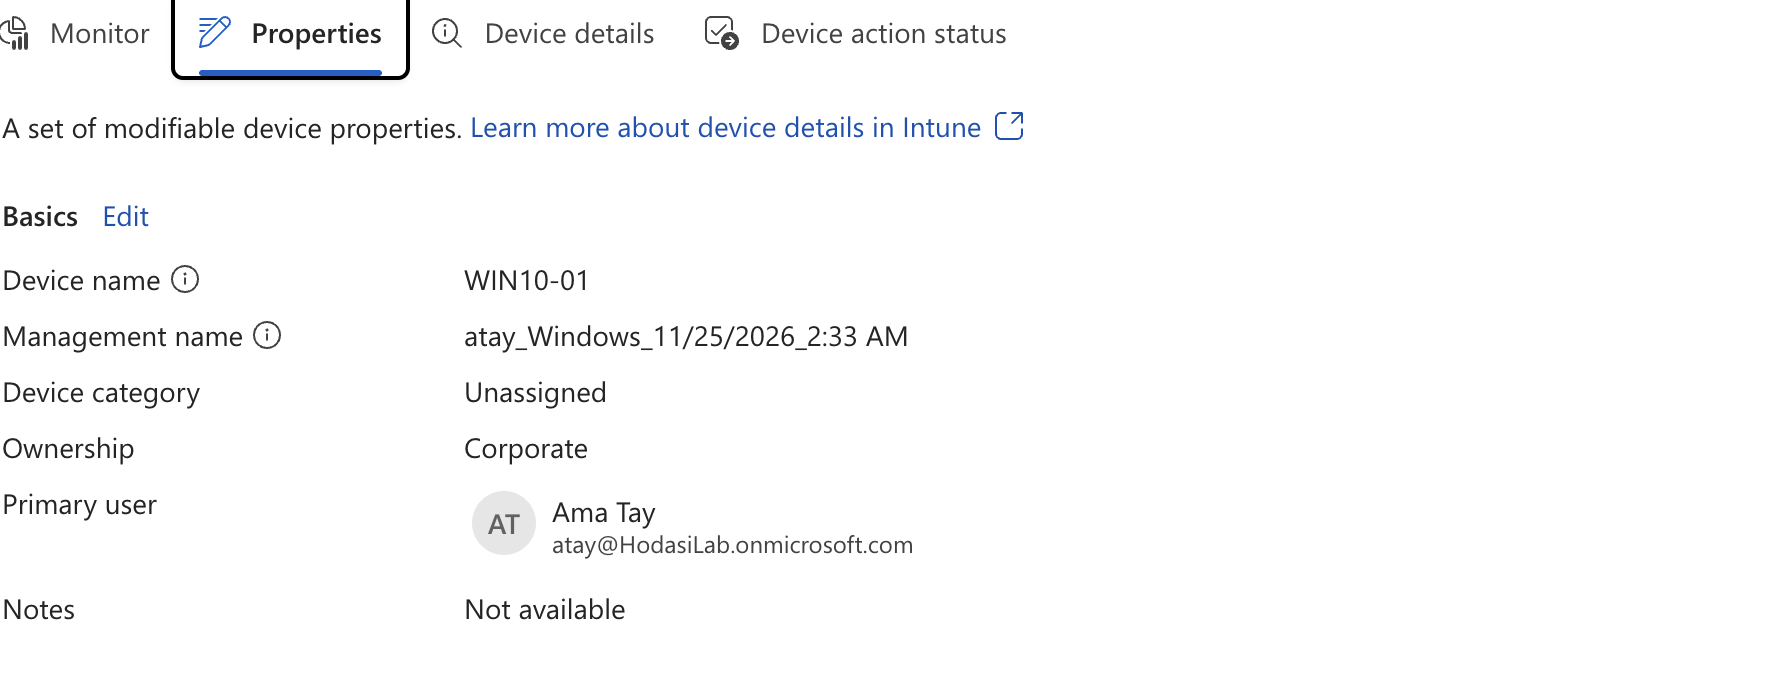 Monitor Properties Device details Device action status
A set of modifiable device properties. Learn more about device details in Intune
Basics Edit
Device name WIN10-01
Management name atay_Windows_11/25/2026_2:33 AM
Device category Unassigned
Ownership Corporate
Primary user
AT Ama Tay
atay@HodasiLab.onmicrosoft.com
Notes Not available